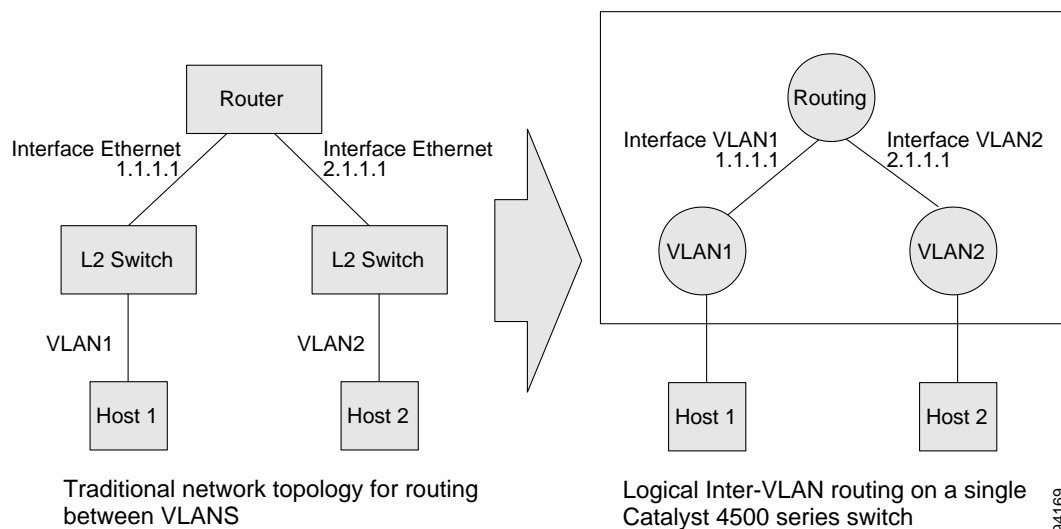 Router
Interface Ethernet
1.1.1.1
Interface Ethernet
2.1.1.1
L2 Switch
L2 Switch
VLAN1
VLAN2
Host 1
Host 2
Traditional network topology for routing
between VLANS
Routing
Interface VLAN1
1.1.1.1
Interface VLAN2
2.1.1.1
VLAN1
VLAN2
Host 1
Host 2
Logical Inter-VLAN routing on a single
Catalyst 4500 series switch